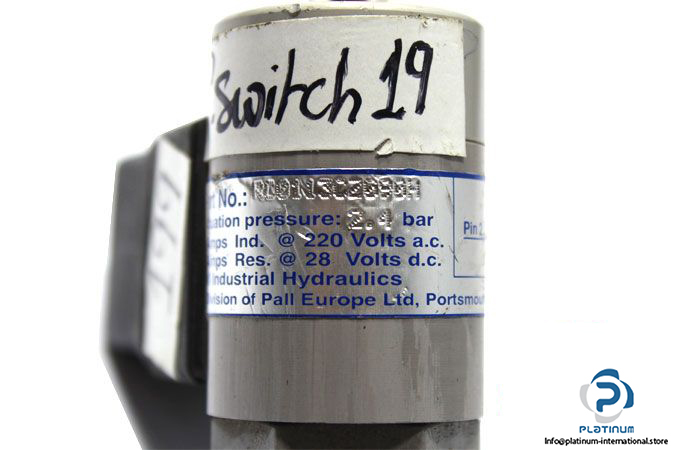 Switch 19
rt No.:
uation pressure: 2.4 bar
mps Ind. @ 220 Volts a.c.
mps Res. @ 28 Volts d.c.
Industrial Hydraulics
ivision of Pall Europe Ltd, Portsmou
Pin 2
PLATINUM
Info@platinum-international.store